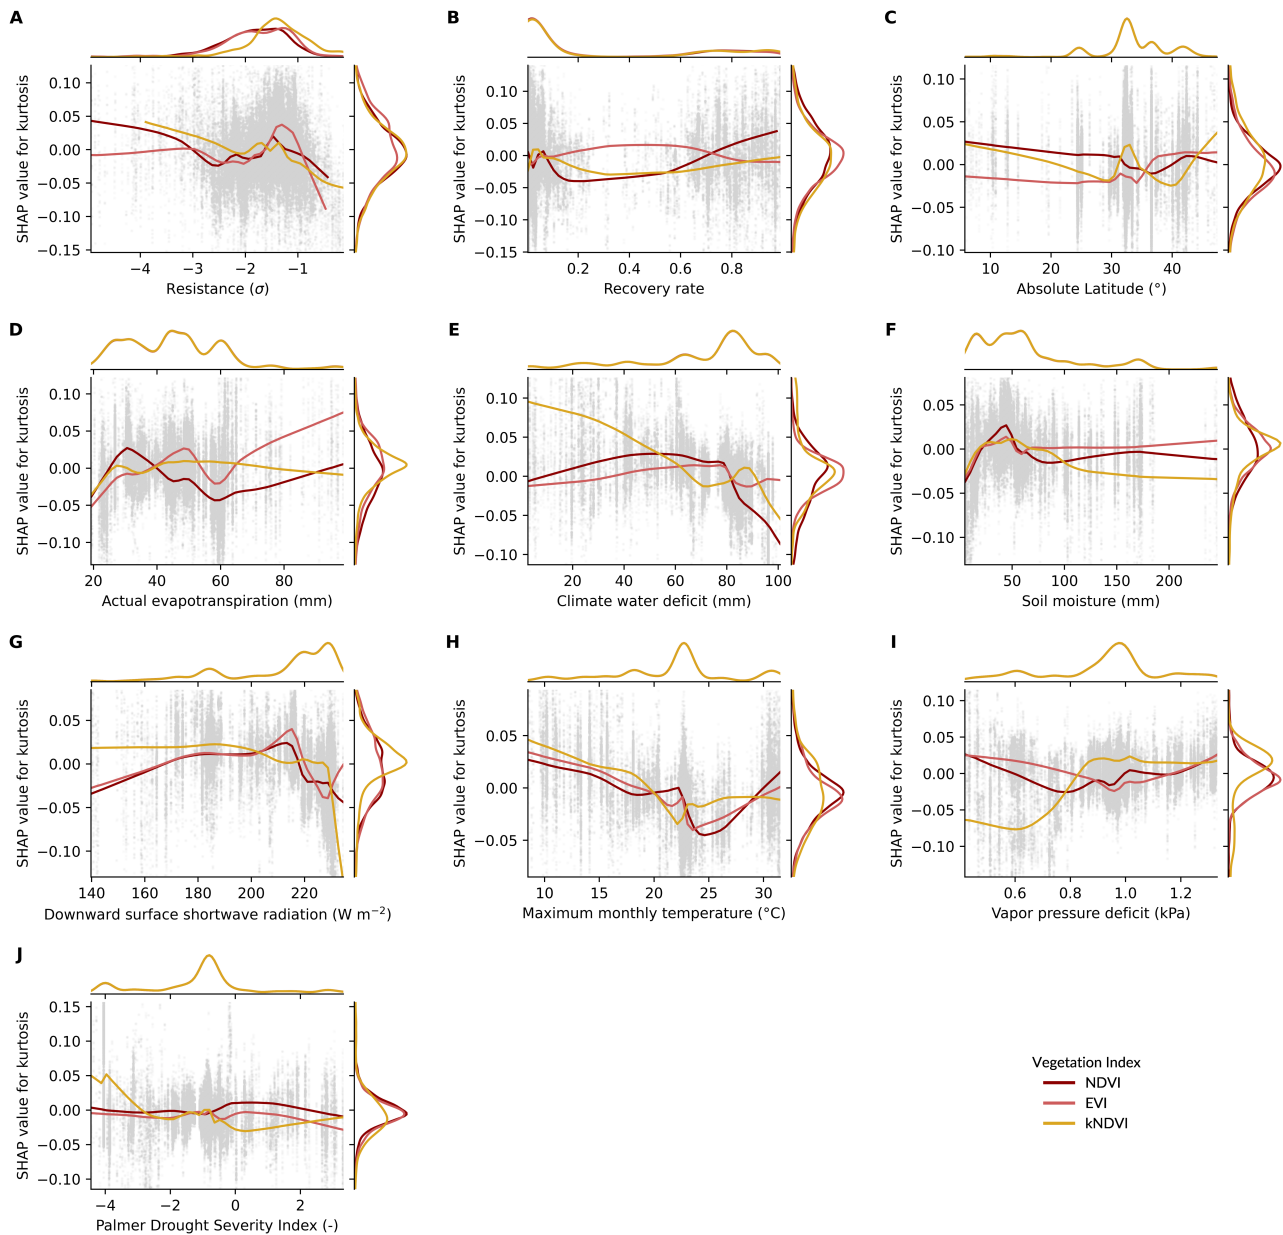 A
B
C
0.10
0.05
0.00
−0.05
−0.10
−0.15
SHAP value for kurtosis
−4
−3
−2
−1
Resistance (σ)
0.10
0.05
0.00
−0.05
−0.10
−0.15
SHAP value for kurtosis
0.2
0.4
0.6
0.8
Recovery rate
0.10
0.05
0.00
−0.05
−0.10
SHAP value for kurtosis
10
20
30
40
Absolute Latitude (°)
D
E
F
0.10
0.05
0.00
−0.05
−0.10
SHAP value for kurtosis
20
40
60
80
Actual evapotranspiration (mm)
0.10
0.05
0.00
−0.05
−0.10
SHAP value for kurtosis
20
40
60
80
100
Climate water deficit (mm)
0.05
0.00
−0.05
−0.10
SHAP value for kurtosis
50
100
150
200
Soil moisture (mm)
G
H
I
0.05
0.00
−0.05
−0.10
SHAP value for kurtosis
140
160
180
200
220
Downward surface shortwave radiation (W m⁻²)
0.05
0.00
−0.05
SHAP value for kurtosis
10
15
20
25
30
Maximum monthly temperature (°C)
0.10
0.05
0.00
−0.05
−0.10
SHAP value for kurtosis
0.6
0.8
1.0
1.2
Vapor pressure deficit (kPa)
J
0.15
0.10
0.05
0.00
−0.05
−0.10
SHAP value for kurtosis
−4
−2
0
2
Palmer Drought Severity Index (-)
Vegetation Index
NDVI
EVI
kNDVI